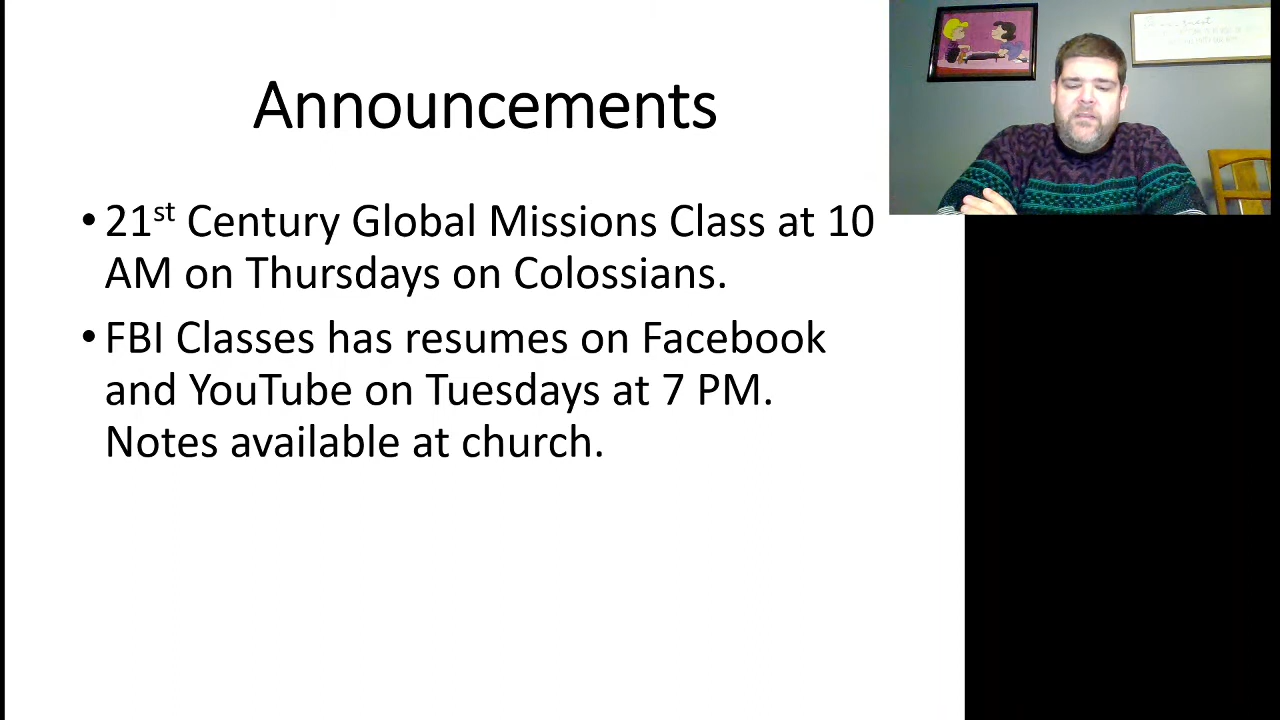 Announcements
• 21st Century Global Missions Class at 10
AM on Thursdays on Colossians.
• FBI Classes has resumes on Facebook
and YouTube on Tuesdays at 7 PM.
Notes available at church.